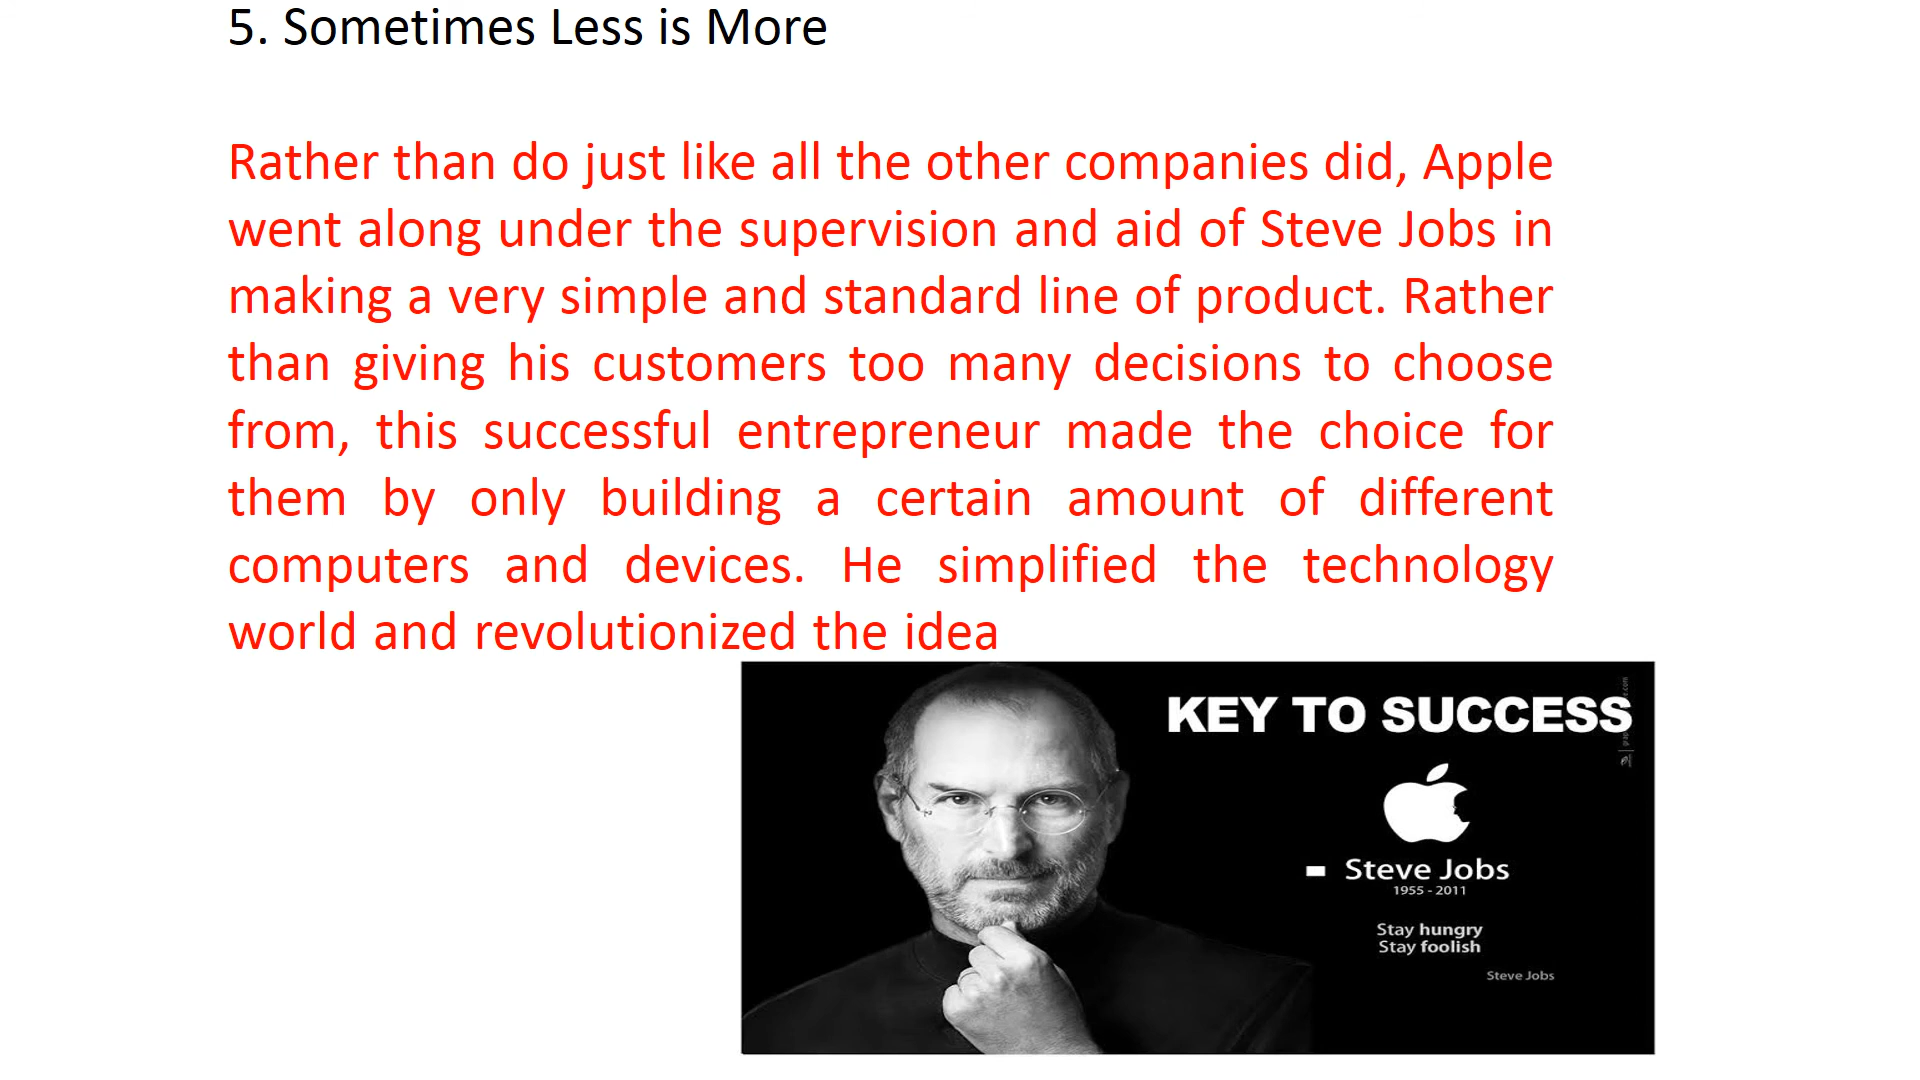 5. Sometimes Less is More
Rather than do just like all the other companies did, Apple
went along under the supervision and aid of Steve Jobs in
making a very simple and standard line of product. Rather
than giving his customers too many decisions to choose
from, this successful entrepreneur made the choice for
them by only building a certain amount of different
computers and devices. He simplified the technology
world and revolutionized the idea
KEY TO SUCCESS
- Steve Jobs
1955 - 2011
Stay hungry
Stay foolish
Steve Jobs